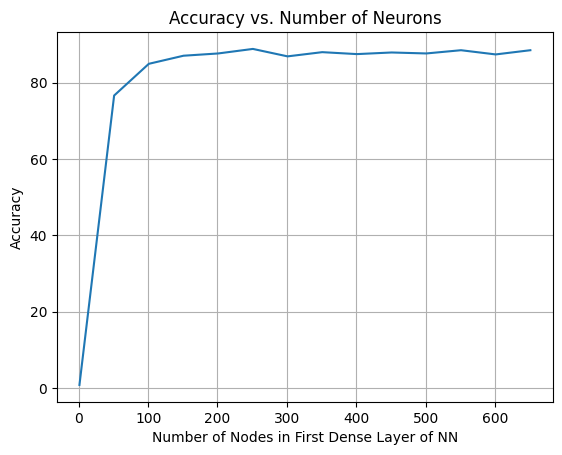 Accuracy vs. Number of Neurons
80
60
40
20
0
Accuracy
0 100 200 300 400 500 600
Number of Nodes in First Dense Layer of NN